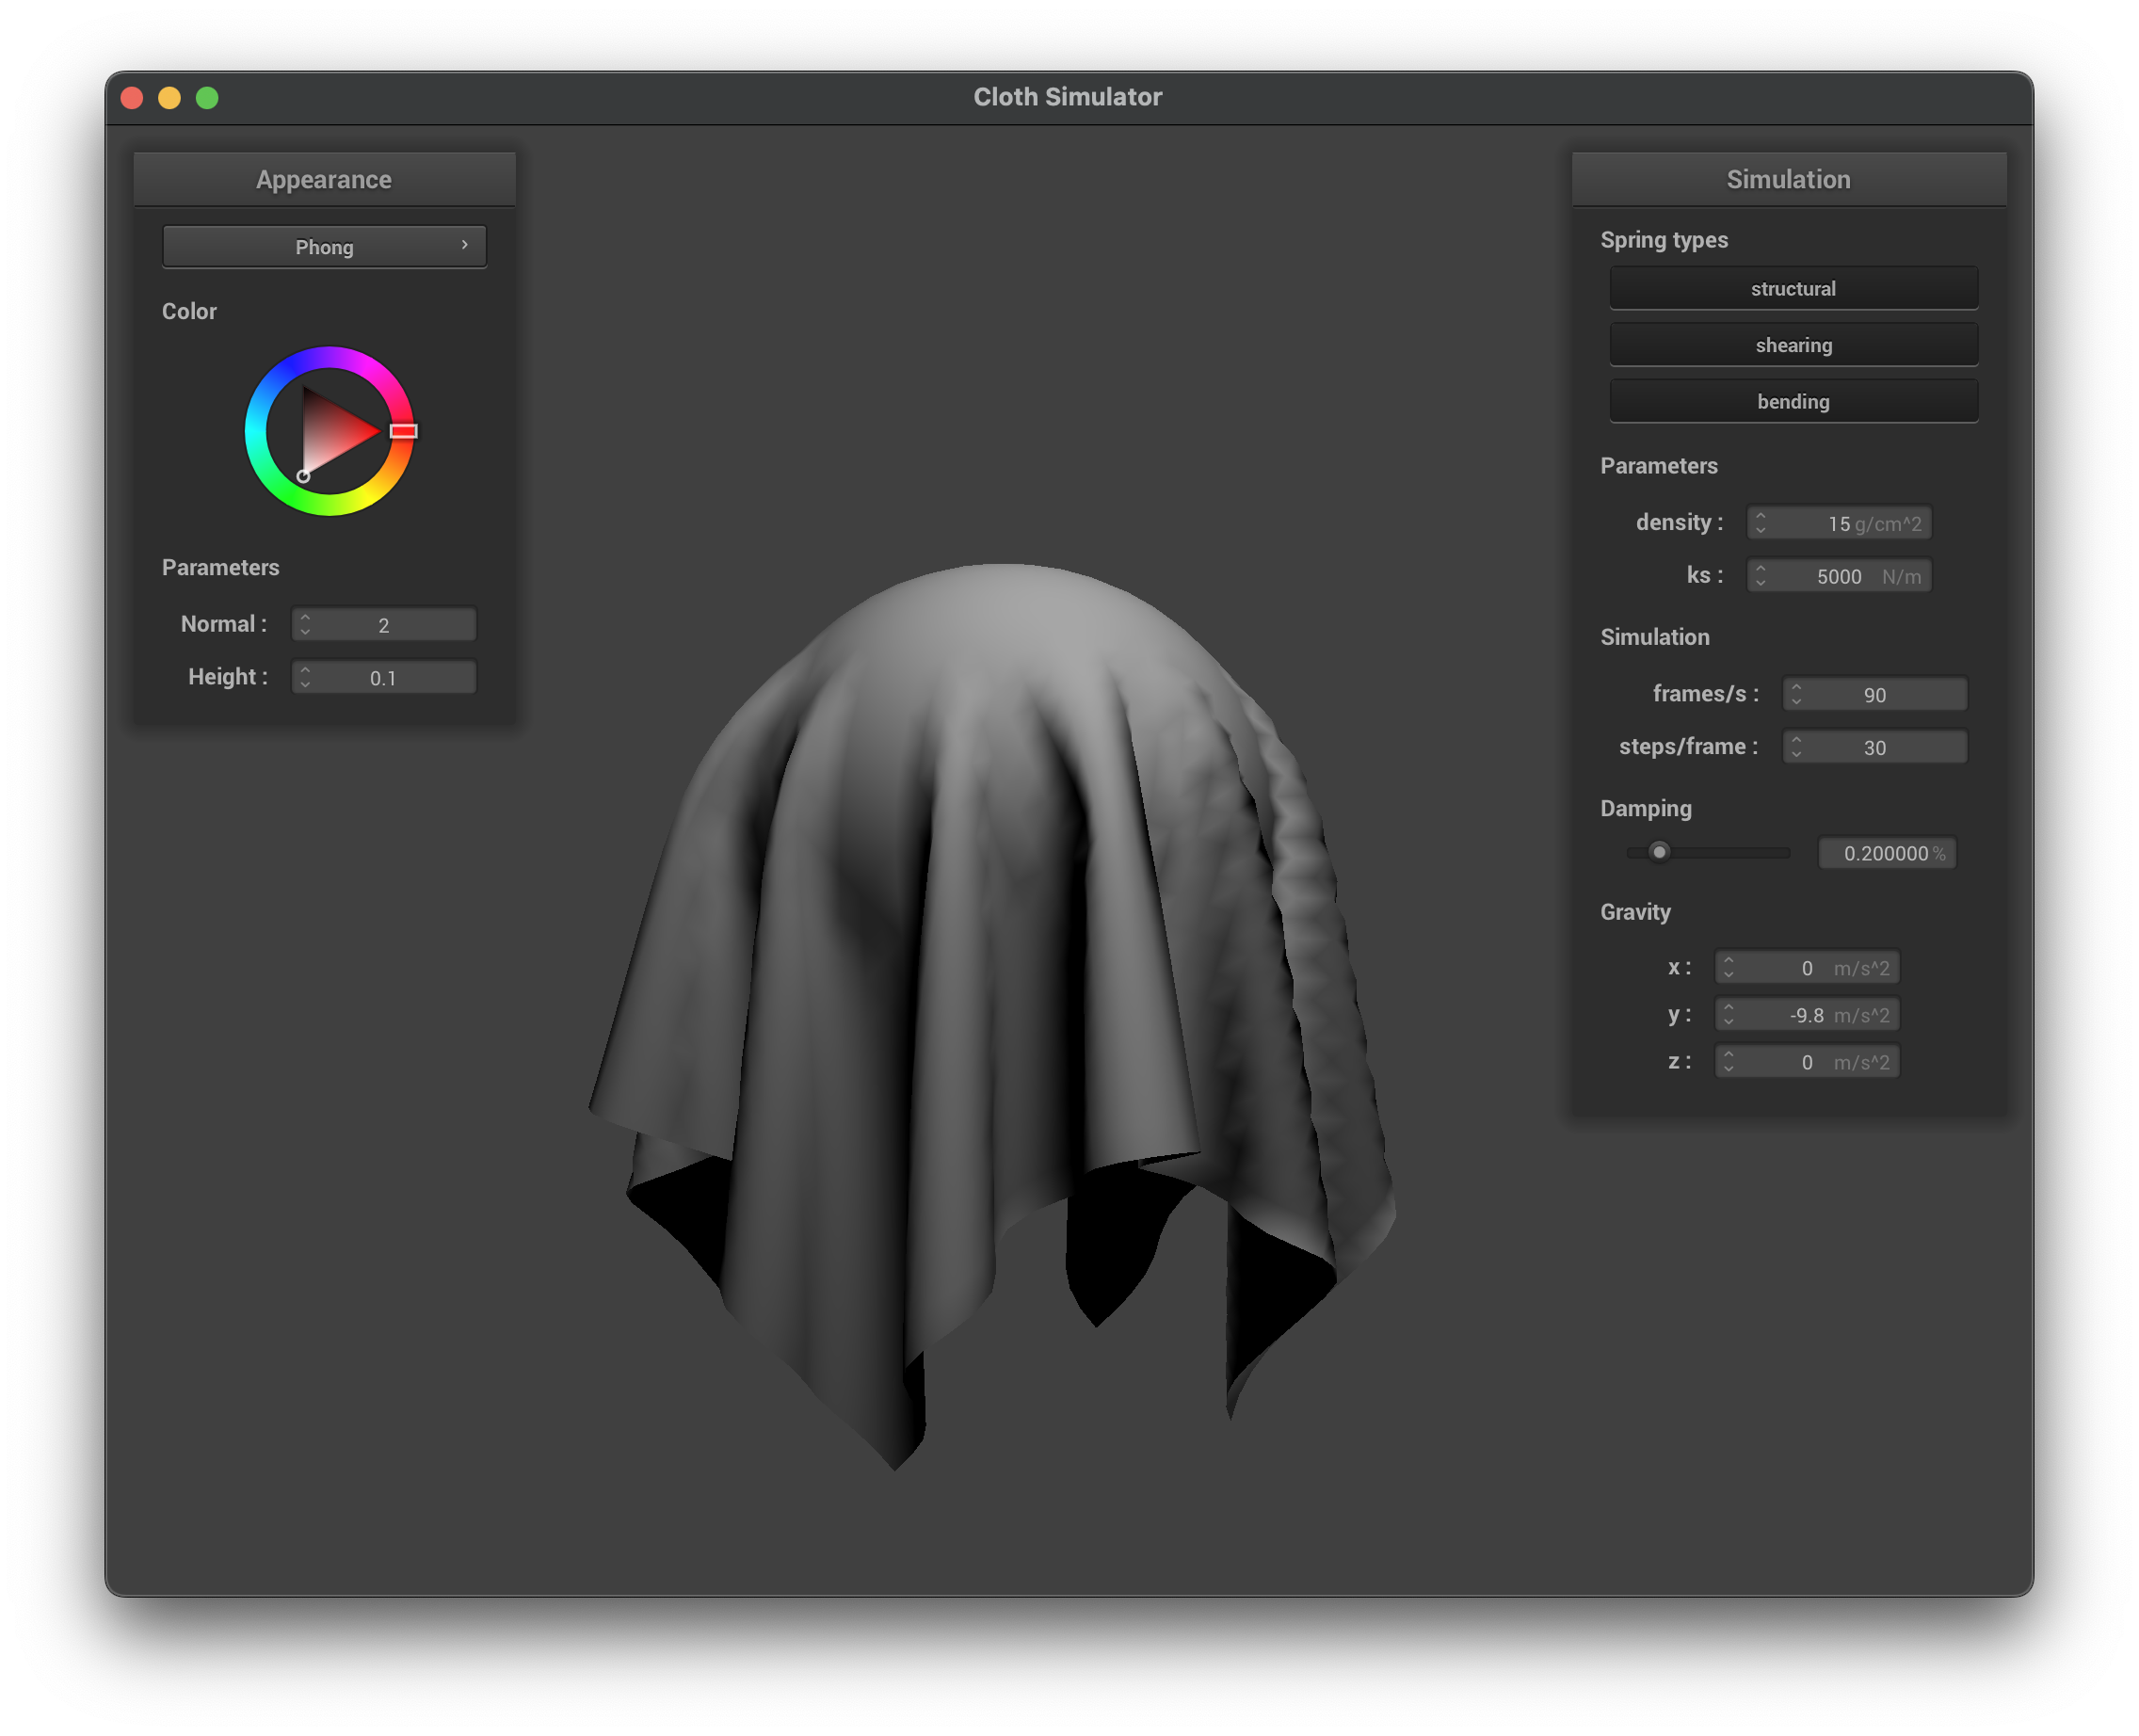 Cloth Simulator
Appearance
Phong
Color
Parameters
Normal : 2
Height : 0.1
Simulation
Spring types
structural
shearing
bending
Parameters
density : 15 g/cm^2
ks : 5000 N/m
Simulation
frames/s : 90
steps/frame : 30
Damping
0.200000 %
Gravity
x : 0 m/s^2
y : -9.8 m/s^2
z : 0 m/s^2